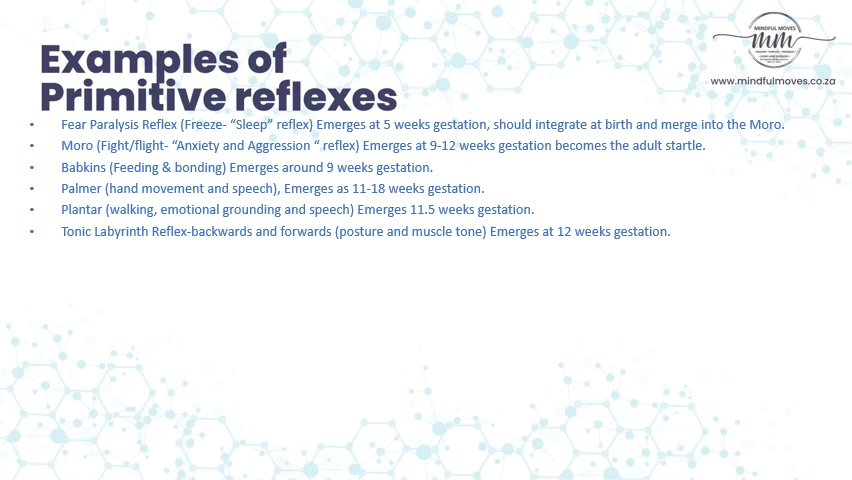 MINDFUL MOVES
mm
www.mindfulmoves.co.za
Examples of
Primitive reflexes
• Fear Paralysis Reflex (Freeze- “Sleep” reflex) Emerges at 5 weeks gestation, should integrate at birth and merge into the Moro.
• Moro (Fight/flight- “Anxiety and Aggression “ reflex) Emerges at 9-12 weeks gestation becomes the adult startle.
• Babkins (Feeding & bonding) Emerges around 9 weeks gestation.
• Palmer (hand movement and speech), Emerges as 11-18 weeks gestation.
• Plantar (walking, emotional grounding and speech) Emerges 11.5 weeks gestation.
• Tonic Labyrinth Reflex-backwards and forwards (posture and muscle tone) Emerges at 12 weeks gestation.